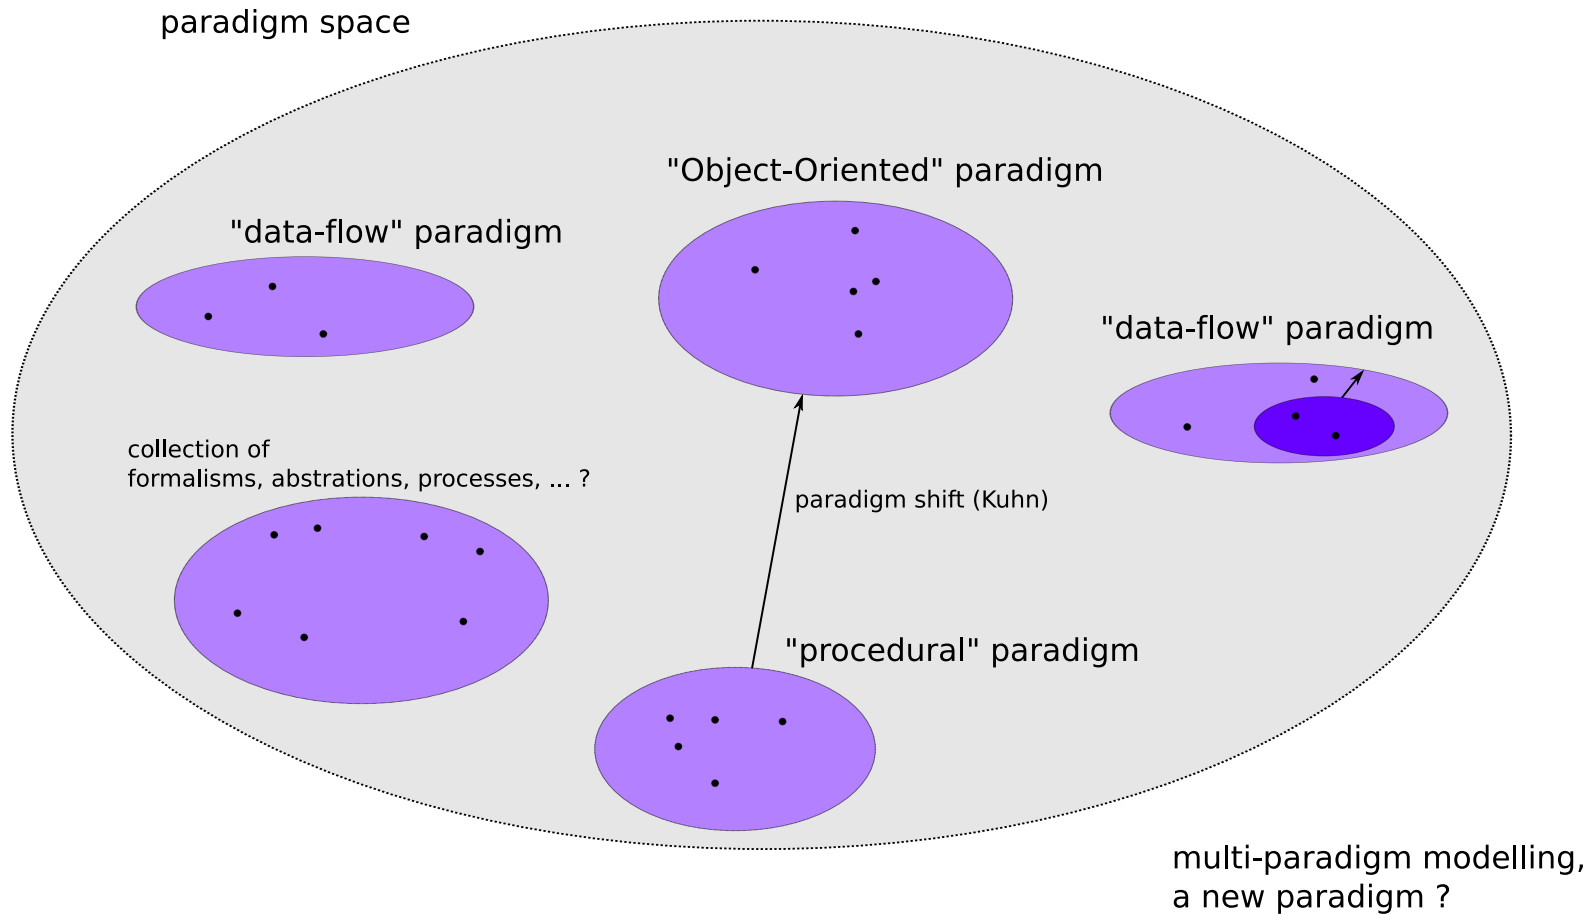 paradigm space
"Object-Oriented" paradigm
"data-flow" paradigm
"data-flow" paradigm
collection of
formalisms, abstrations, processes, ... ?
paradigm shift (Kuhn)
"procedural" paradigm
multi-paradigm modelling,
a new paradigm ?